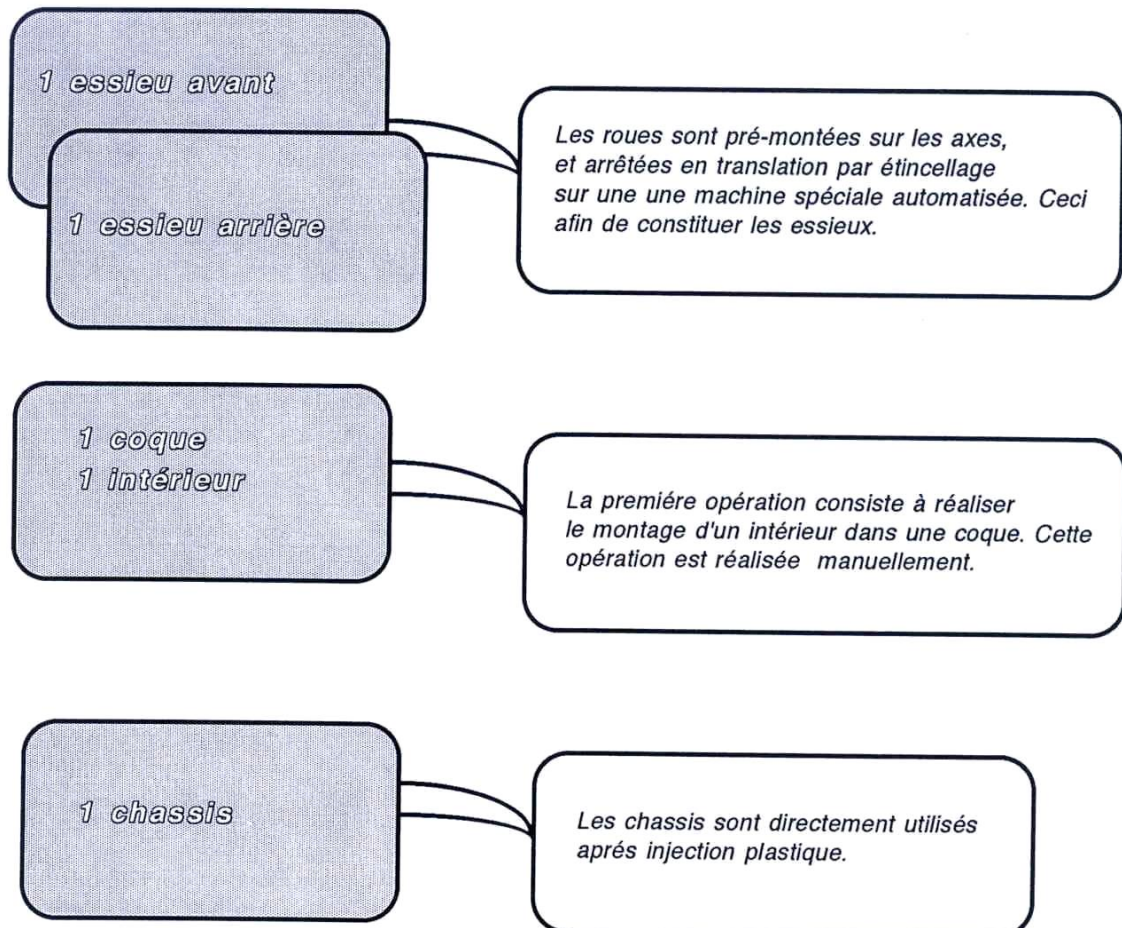 1 essieu avant
1 essieu arrière
Les roues sont pré-montées sur les axes,
et arrêtées en translation par étincellage
sur une une machine spéciale automatisée. Ceci
afin de constituer les essieux.
1 coque
1 intérieur
La premiére opération consiste à réaliser
le montage d'un intérieur dans une coque. Cette
opération est réalisée manuellement.
1 chassis
Les chassis sont directement utilisés
aprés injection plastique.